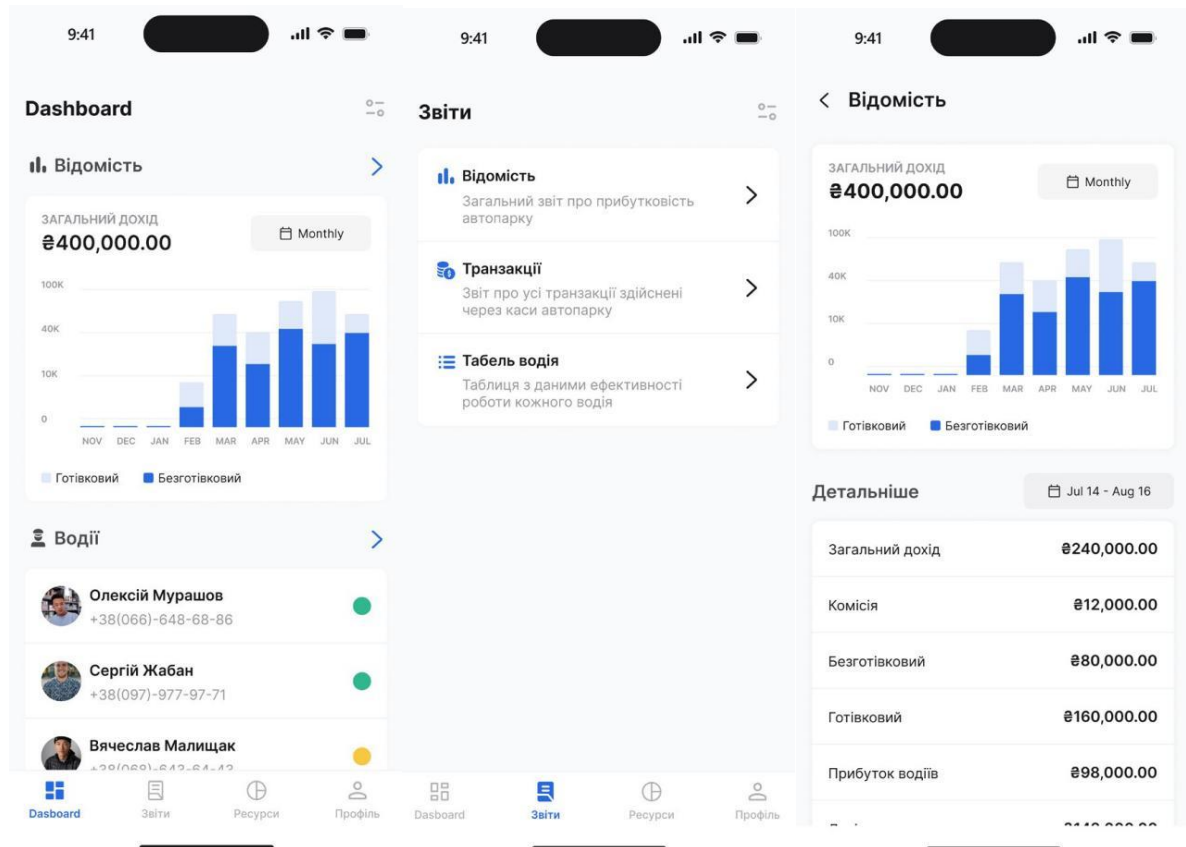 9:41
Dashboard
Відомість
ЗАГАЛЬНИЙ ДОХІД
₴400,000.00
Monthly
100K
40K
10K
0
NOV DEC JAN FEB MAR APR MAY JUN JUL
Готівковий Безготівковий
Водії
Олексій Мурашов
+38(066)-648-68-86
Сергій Жабан
+38(097)-977-97-71
Вячеслав Малищак
+38(068)-643-64-43
Dasboard Звіти Ресурси Профіль
9:41
Звіти
Відомість
Загальний звіт про прибутковість
автопарку
Транзакції
Звіт про усі транзакції здійснені
через каси автопарку
Табель водія
Таблиця з даними ефективності
роботи кожного водія
Dasboard Звіти Ресурси Профіль
9:41
Відомість
ЗАГАЛЬНИЙ ДОХІД
₴400,000.00
Monthly
100K
40K
10K
0
NOV DEC JAN FEB MAR APR MAY JUN JUL
Готівковий Безготівковий
Детальніше
Jul 14 - Aug 16
Загальний дохід ₴240,000.00
Комісія ₴12,000.00
Безготівковий ₴80,000.00
Готівковий ₴160,000.00
Прибуток водіїв ₴98,000.00